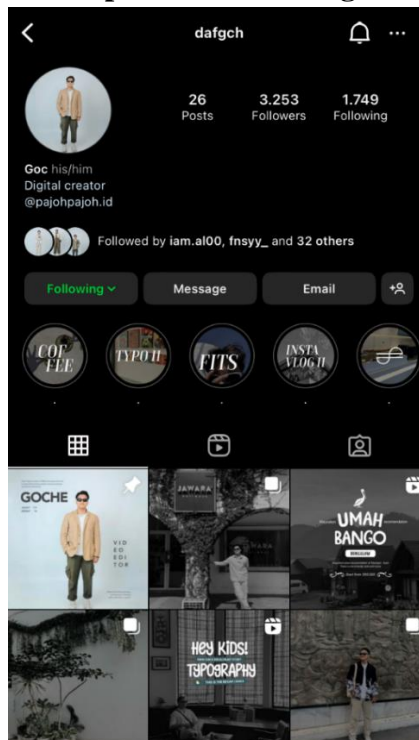 dafgch
26 3.253 1.749
Posts Followers Following
Goc his/him
Digital creator
@pajohpajoh.id
Followed by iam.al00, fnsyy_ and 32 others
Following Message Email
COF
FEE
TYPO II
FITS
INSTA
VLOG II
GOCHE
VID
EO
EDI
TOR
JAWARA
UMAH
BANGO
HEY KIDS!
TYPOGRAPHY